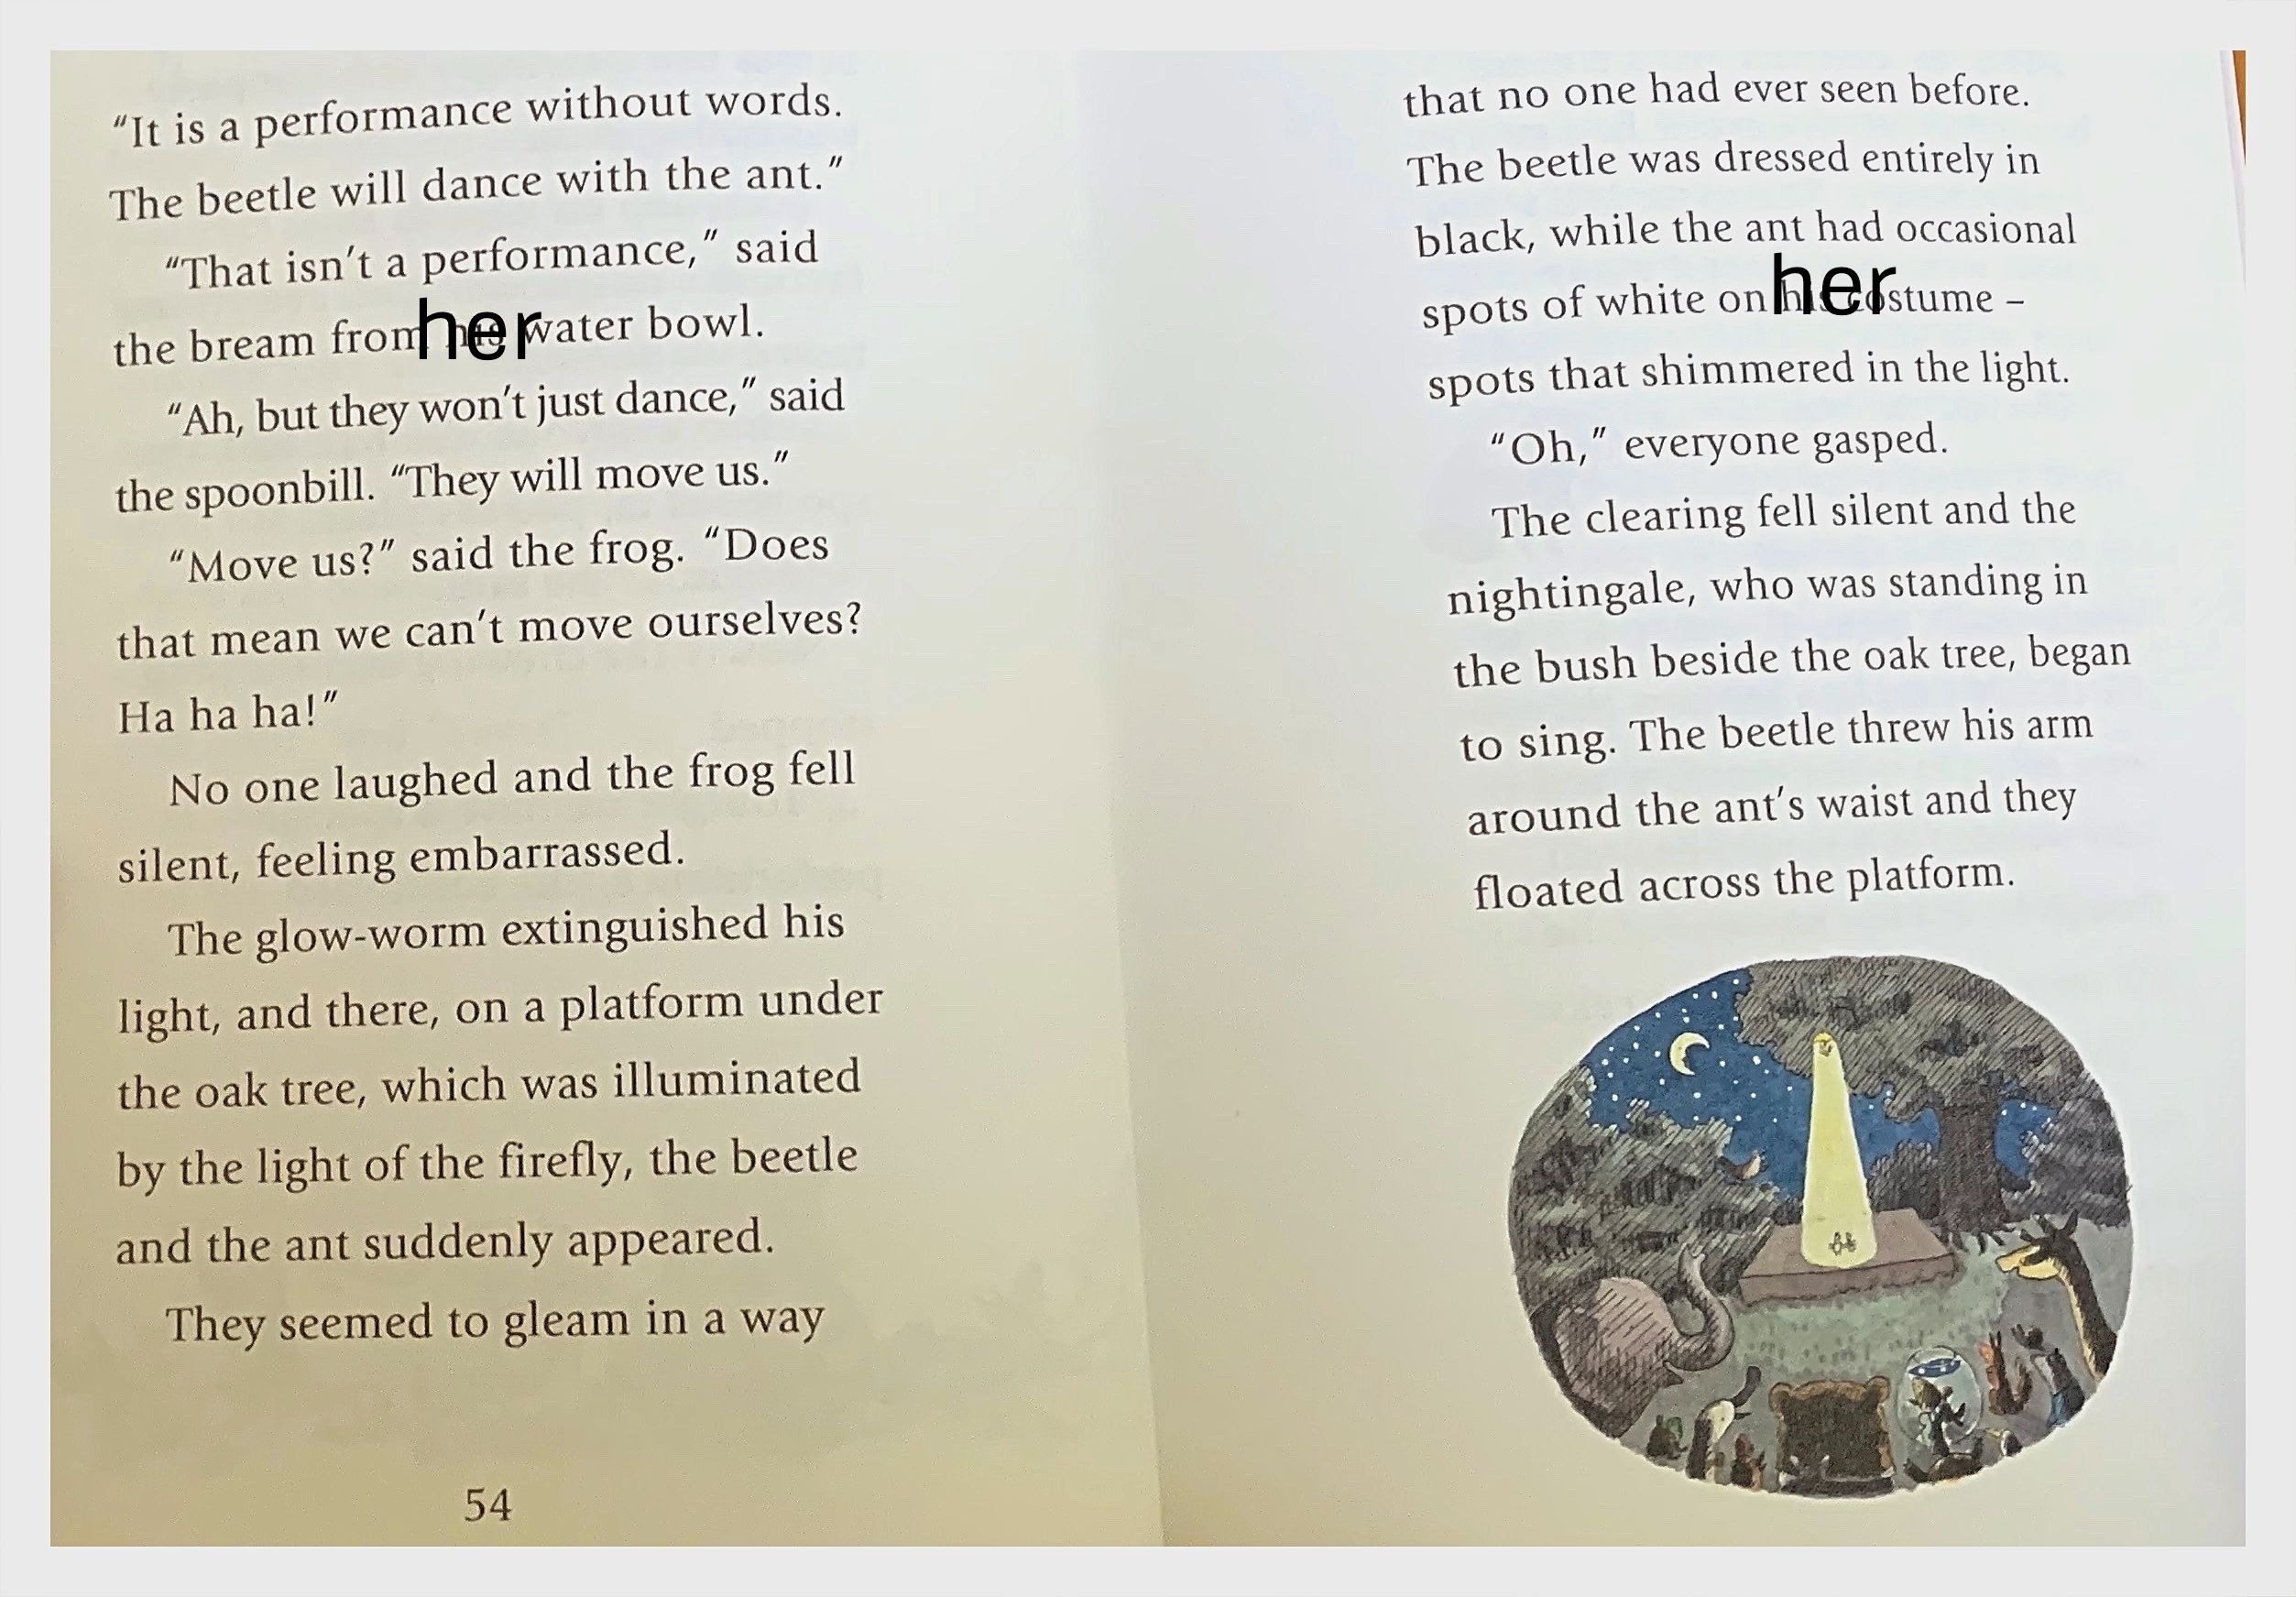 "It is a performance without words.
The beetle will dance with the ant."
"That isn't a performance," said
the bream from her water bowl.
"Ah, but they won't just dance," said
the spoonbill. "They will move us."
"Move us?" said the frog. "Does
that mean we can't move ourselves?
Ha ha ha!"
No one laughed and the frog fell
silent, feeling embarrassed.
The glow-worm extinguished his
light, and there, on a platform under
the oak tree, which was illuminated
by the light of the firefly, the beetle
and the ant suddenly appeared.
They seemed to gleam in a way
54
that no one had ever seen before.
The beetle was dressed entirely in
black, while the ant had occasional
spots of white on her costume –
spots that shimmered in the light.
"Oh," everyone gasped.
The clearing fell silent and the
nightingale, who was standing in
the bush beside the oak tree, began
to sing. The beetle threw his arm
around the ant's waist and they
floated across the platform.